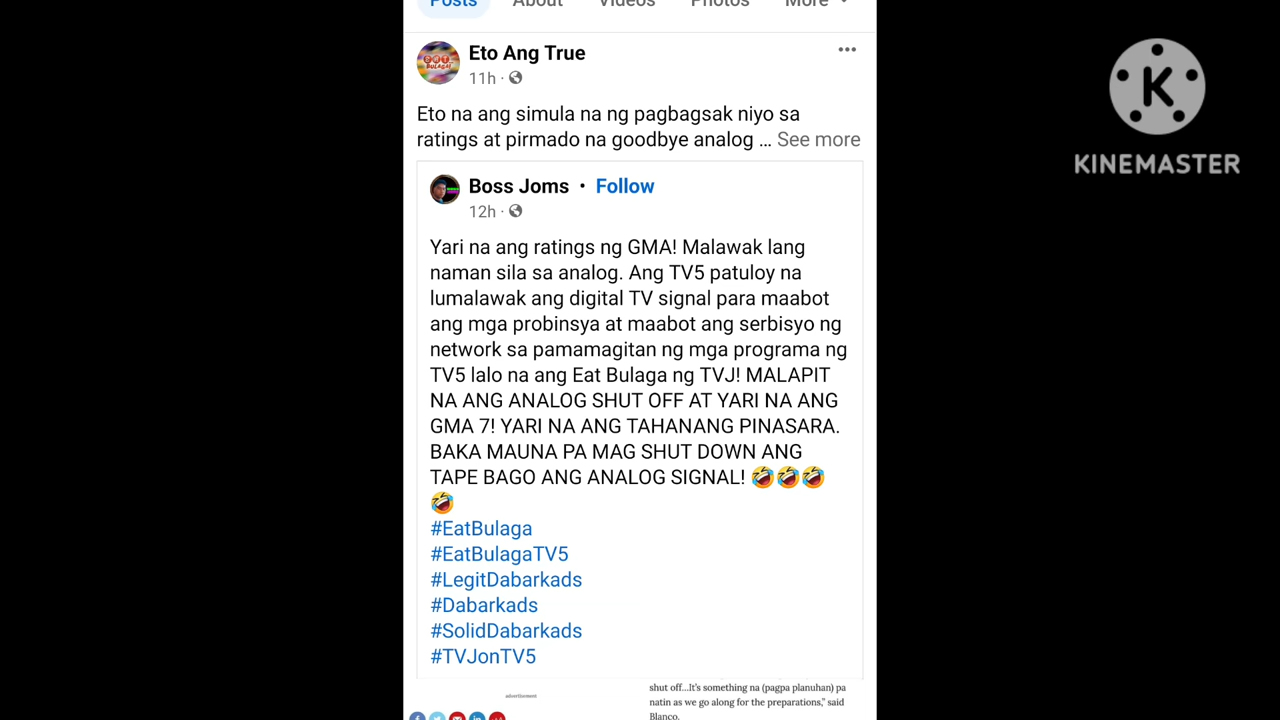 Posts About Videos Photos More
Eto Ang True
11h ·
Eto na ang simula na ng pagbagsak niyo sa
ratings at pirmado na goodbye analog ... See more
Boss Joms • Follow
12h ·
Yari na ang ratings ng GMA! Malawak lang
naman sila sa analog. Ang TV5 patuloy na
lumalawak ang digital TV signal para maabot
ang mga probinsya at maabot ang serbisyo ng
network sa pamamagitan ng mga programa ng
TV5 lalo na ang Eat Bulaga ng TVJ! MALAPIT
NA ANG ANALOG SHUT OFF AT YARI NA ANG
GMA 7! YARI NA ANG TAHANANG PINASARA.
BAKA MAUNA PA MAG SHUT DOWN ANG
TAPE BAGO ANG ANALOG SIGNAL! 🤣🤣🤣
🤣
#EatBulaga
#EatBulagaTV5
#LegitDabarkads
#Dabarkads
#SolidDabarkads
#TVJonTV5
advertisement
shut off...It's something na (pagpa planuhan) pa
natin as we go along for the preparations," said
Blanco.
K
KINEMASTER